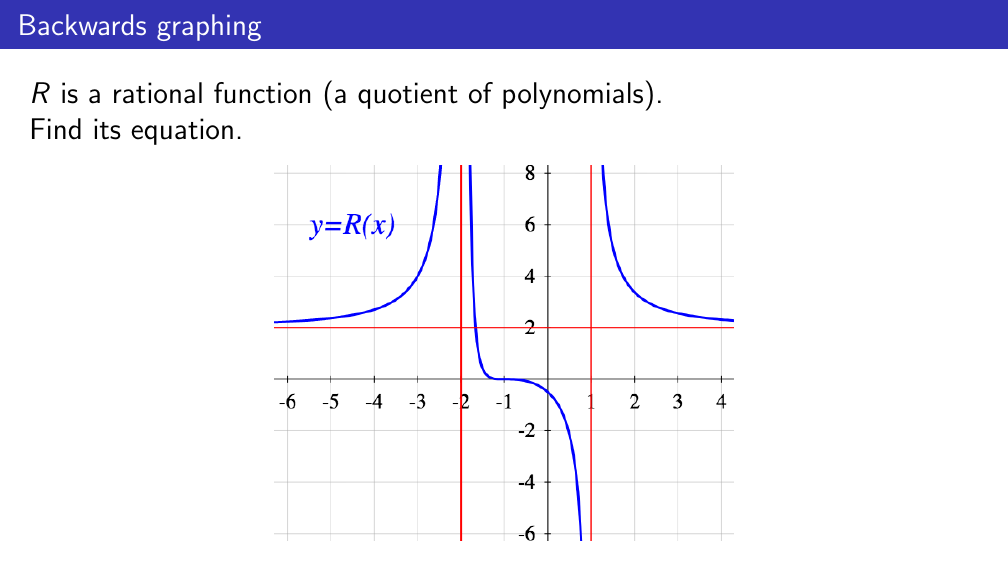 Backwards graphing
R is a rational function (a quotient of polynomials).
Find its equation.
8
y=R(x)
6
4
2
-6 -5 -4 -3 -2 -1 1 2 3 4
-2
-4
-6